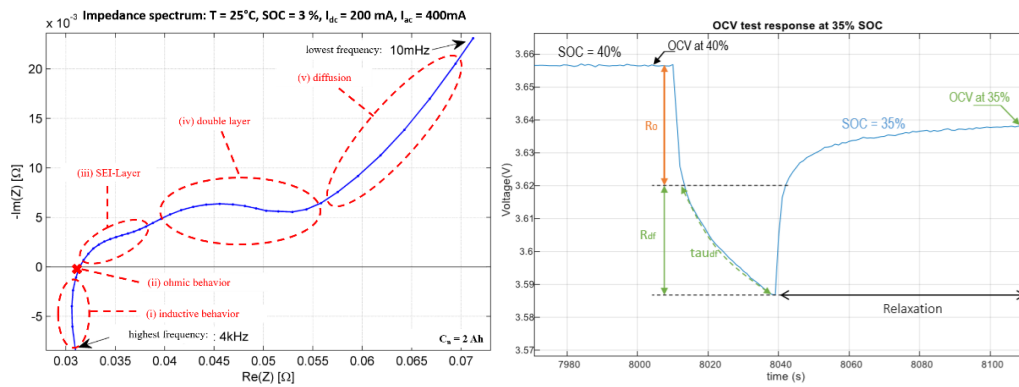 Impedance spectrum: T = 25°C, SOC = 3 %, I_dc = 200 mA, I_ac = 400mA
x 10^-3
lowest frequency: 10mHz
(v) diffusion
(iv) double layer
(iii) SEI-Layer
(ii) ohmic behavior
(i) inductive behavior
highest frequency: : 4kHz
C_n = 2 Ah
-Im(Z) [Ω]
20
15
10
5
0
-5
0.03 0.035 0.04 0.045 0.05 0.055 0.06 0.065 0.07
Re(Z) [Ω]
OCV test response at 35% SOC
SOC = 40%
OCV at 40%
OCV at 35%
SOC = 35%
R0
Rdf
taudf
Relaxation
Voltage(V)
3.66
3.65
3.64
3.63
3.62
3.61
3.6
3.59
3.58
3.57
7980 8000 8020 8040 8060 8080 8100
time (s)